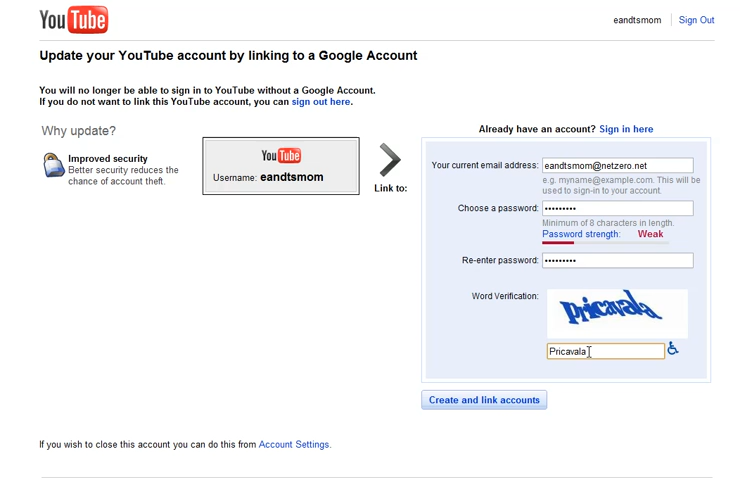 YouTube
eandtsmom Sign Out
Update your YouTube account by linking to a Google Account
You will no longer be able to sign in to YouTube without a Google Account.
If you do not want to link this YouTube account, you can sign out here.
Why update?
Improved security
Better security reduces the
chance of account theft.
YouTube
Username: eandtsmom
Link to:
Already have an account? Sign in here
Your current email address: eandtsmom@netzero.net
e.g. myname@example.com. This will be
used to sign-in to your account.
Choose a password: •••••••••
Minimum of 8 characters in length.
Password strength: Weak
Re-enter password: •••••••••
Word Verification: Pricavala
Pricavala
Create and link accounts
If you wish to close this account you can do this from Account Settings.